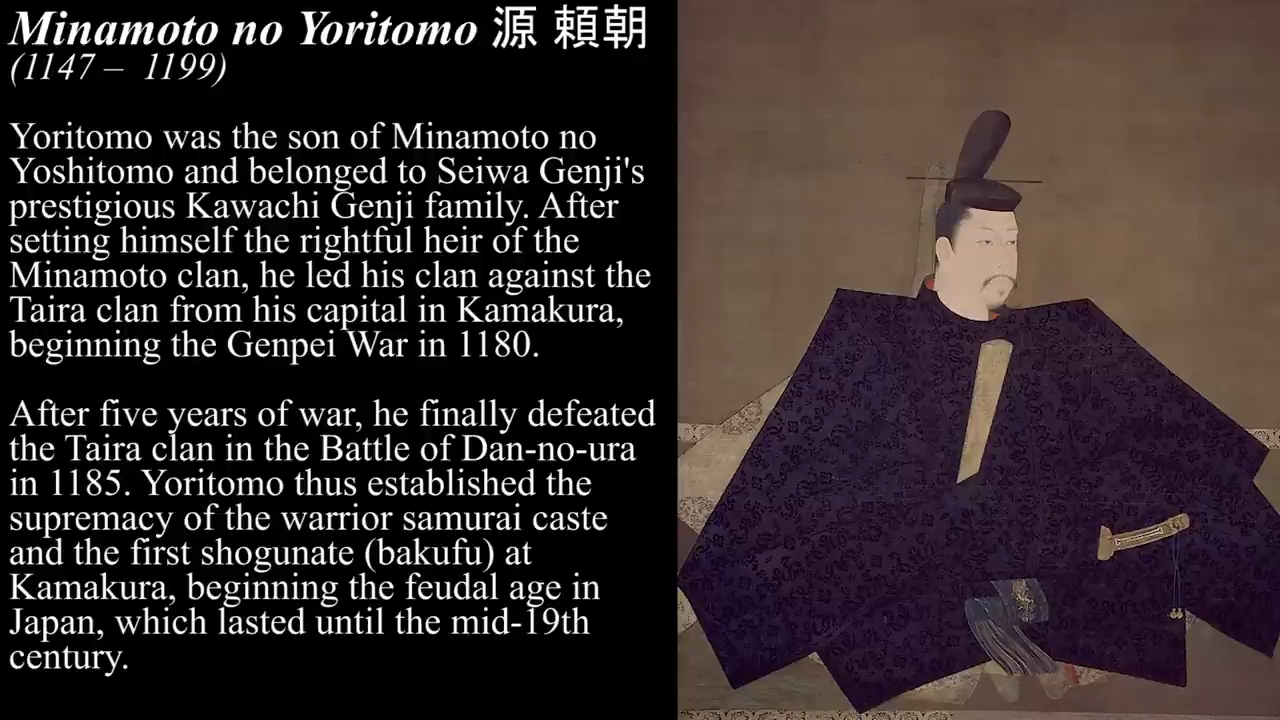 Minamoto no Yoritomo 源 頼朝
(1147 – 1199)
Yoritomo was the son of Minamoto no
Yoshitomo and belonged to Seiwa Genji's
prestigious Kawachi Genji family. After
setting himself the rightful heir of the
Minamoto clan, he led his clan against the
Taira clan from his capital in Kamakura,
beginning the Genpei War in 1180.
After five years of war, he finally defeated
the Taira clan in the Battle of Dan-no-ura
in 1185. Yoritomo thus established the
supremacy of the warrior samurai caste
and the first shogunate (bakufu) at
Kamakura, beginning the feudal age in
Japan, which lasted until the mid-19th
century.